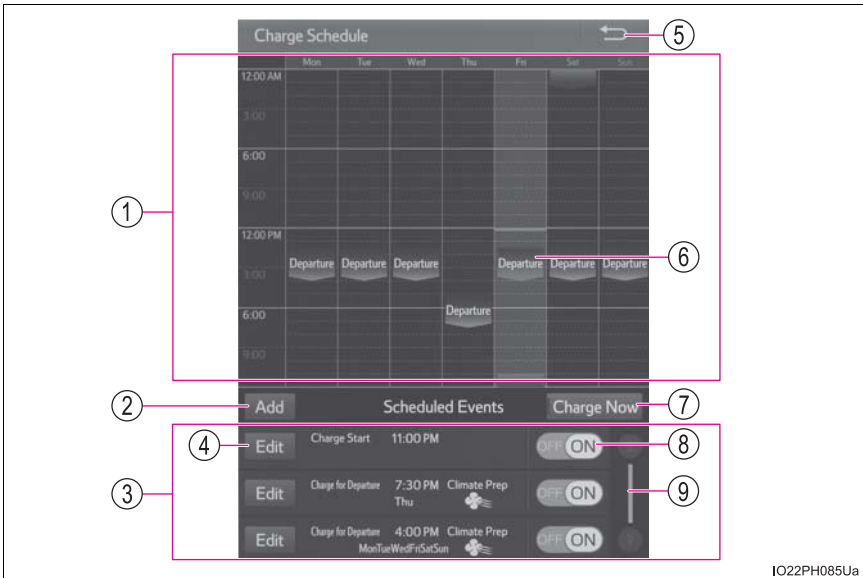 Charge Schedule
5
Mon Tue Wed Thu Fri Sat Sun
12:00 AM
3:00
6:00
9:00
1
12:00 PM
Departure Departure Departure Departure Departure Departure
6
3:00
6:00
Departure
9:00
2
Add Scheduled Events Charge Now
7
4
Edit Charge Start 11:00 PM OFF ON
8
3
Edit Charge for Departure 7:30 PM Climate Prep OFF ON
Thu
9
Edit Charge for Departure 4:00 PM Climate Prep OFF ON
MonTueWedFriSatSun
IO22PH085Ua